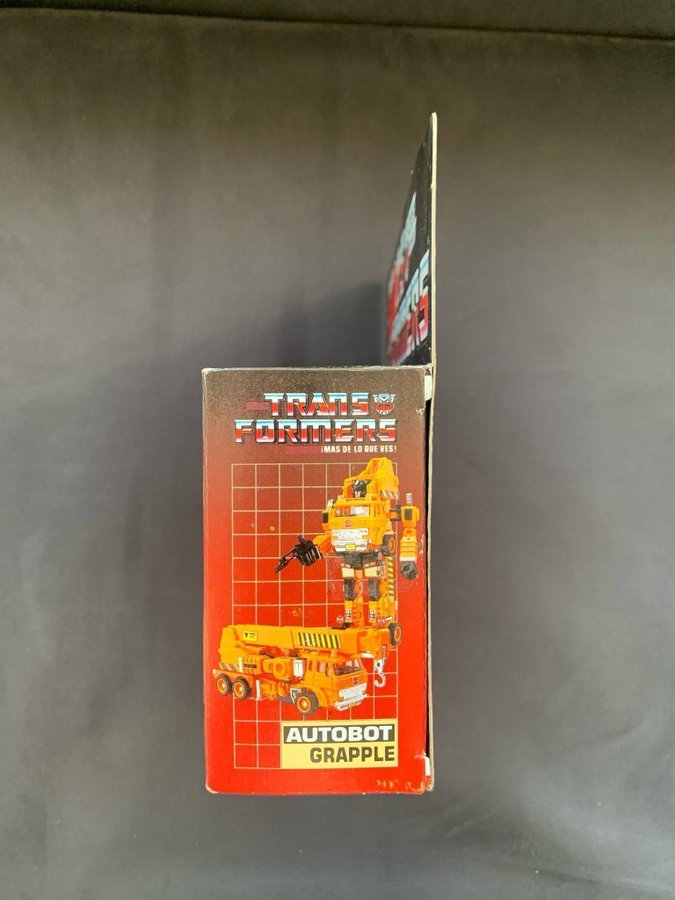 TRANS
FORMERS
¡MAS DE LO QUE VES!
AUTOBOT
GRAPPLE